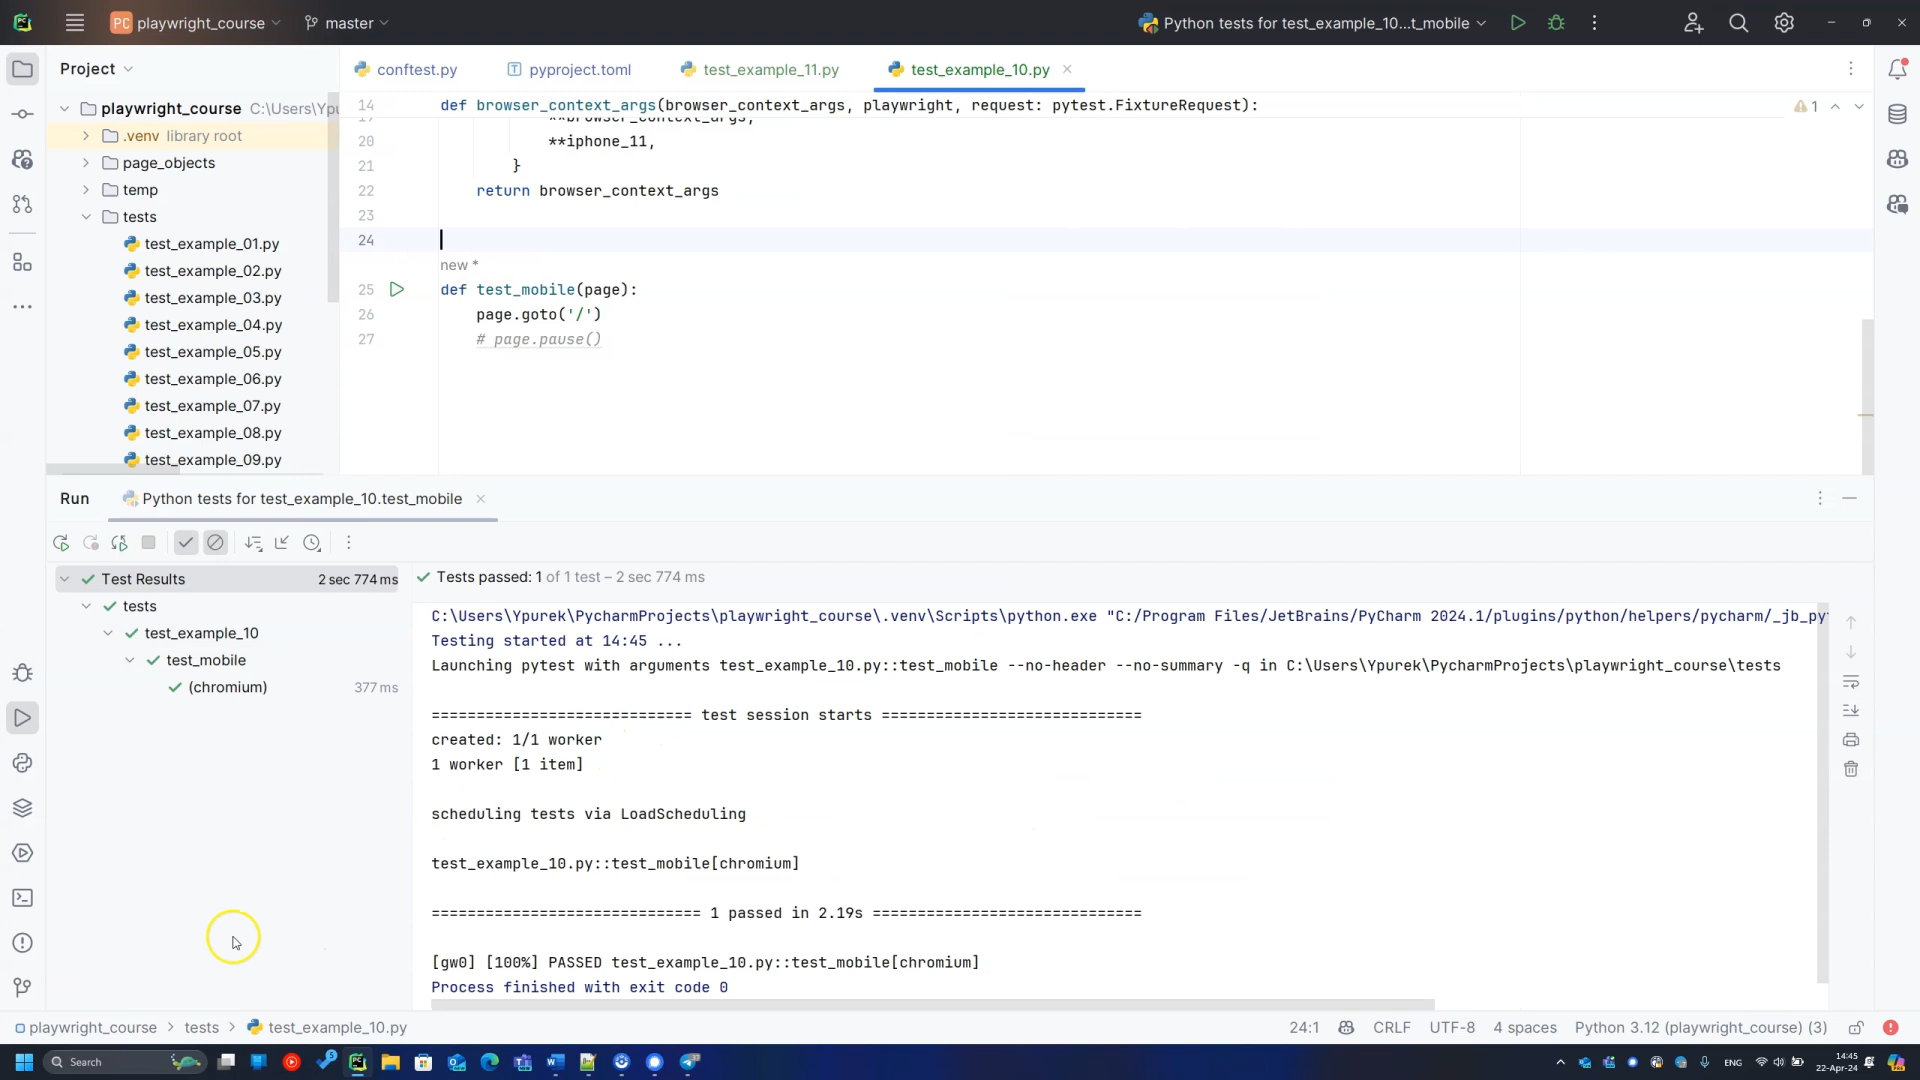 PC playwright_course
master
Python tests for test_example_10...t_mobile
Project
conftest.py
pyproject.toml
test_example_11.py
test_example_10.py
playwright_course C:\Users\Ypu
.venv library root
page_objects
temp
tests
test_example_01.py
test_example_02.py
test_example_03.py
test_example_04.py
test_example_05.py
test_example_06.py
test_example_07.py
test_example_08.py
test_example_09.py
14 def browser_context_args(browser_context_args, playwright, request: pytest.FixtureRequest):
1
**browser_context_args,
20 **iphone_11,
21 }
22 return browser_context_args
23
24
new *
25 def test_mobile(page):
26 page.goto('/')
27 # page.pause()
Run
Python tests for test_example_10.test_mobile
Test Results 2 sec 774 ms
tests
test_example_10
test_mobile
(chromium) 377 ms
Tests passed: 1 of 1 test – 2 sec 774 ms
C:\Users\Ypurek\PycharmProjects\playwright_course\.venv\Scripts\python.exe "C:/Program Files/JetBrains/PyCharm 2024.1/plugins/python/helpers/pycharm/_jb_py
Testing started at 14:45 ...
Launching pytest with arguments test_example_10.py::test_mobile --no-header --no-summary -q in C:\Users\Ypurek\PycharmProjects\playwright_course\tests
============================= test session starts =============================
created: 1/1 worker
1 worker [1 item]
scheduling tests via LoadScheduling
test_example_10.py::test_mobile[chromium]
============================== 1 passed in 2.19s ==============================
[gw0] [100%] PASSED test_example_10.py::test_mobile[chromium]
Process finished with exit code 0
playwright_course > tests > test_example_10.py
24:1 CRLF UTF-8 4 spaces Python 3.12 (playwright_course) (3)
Search
ENG
14:45
22-Apr-24